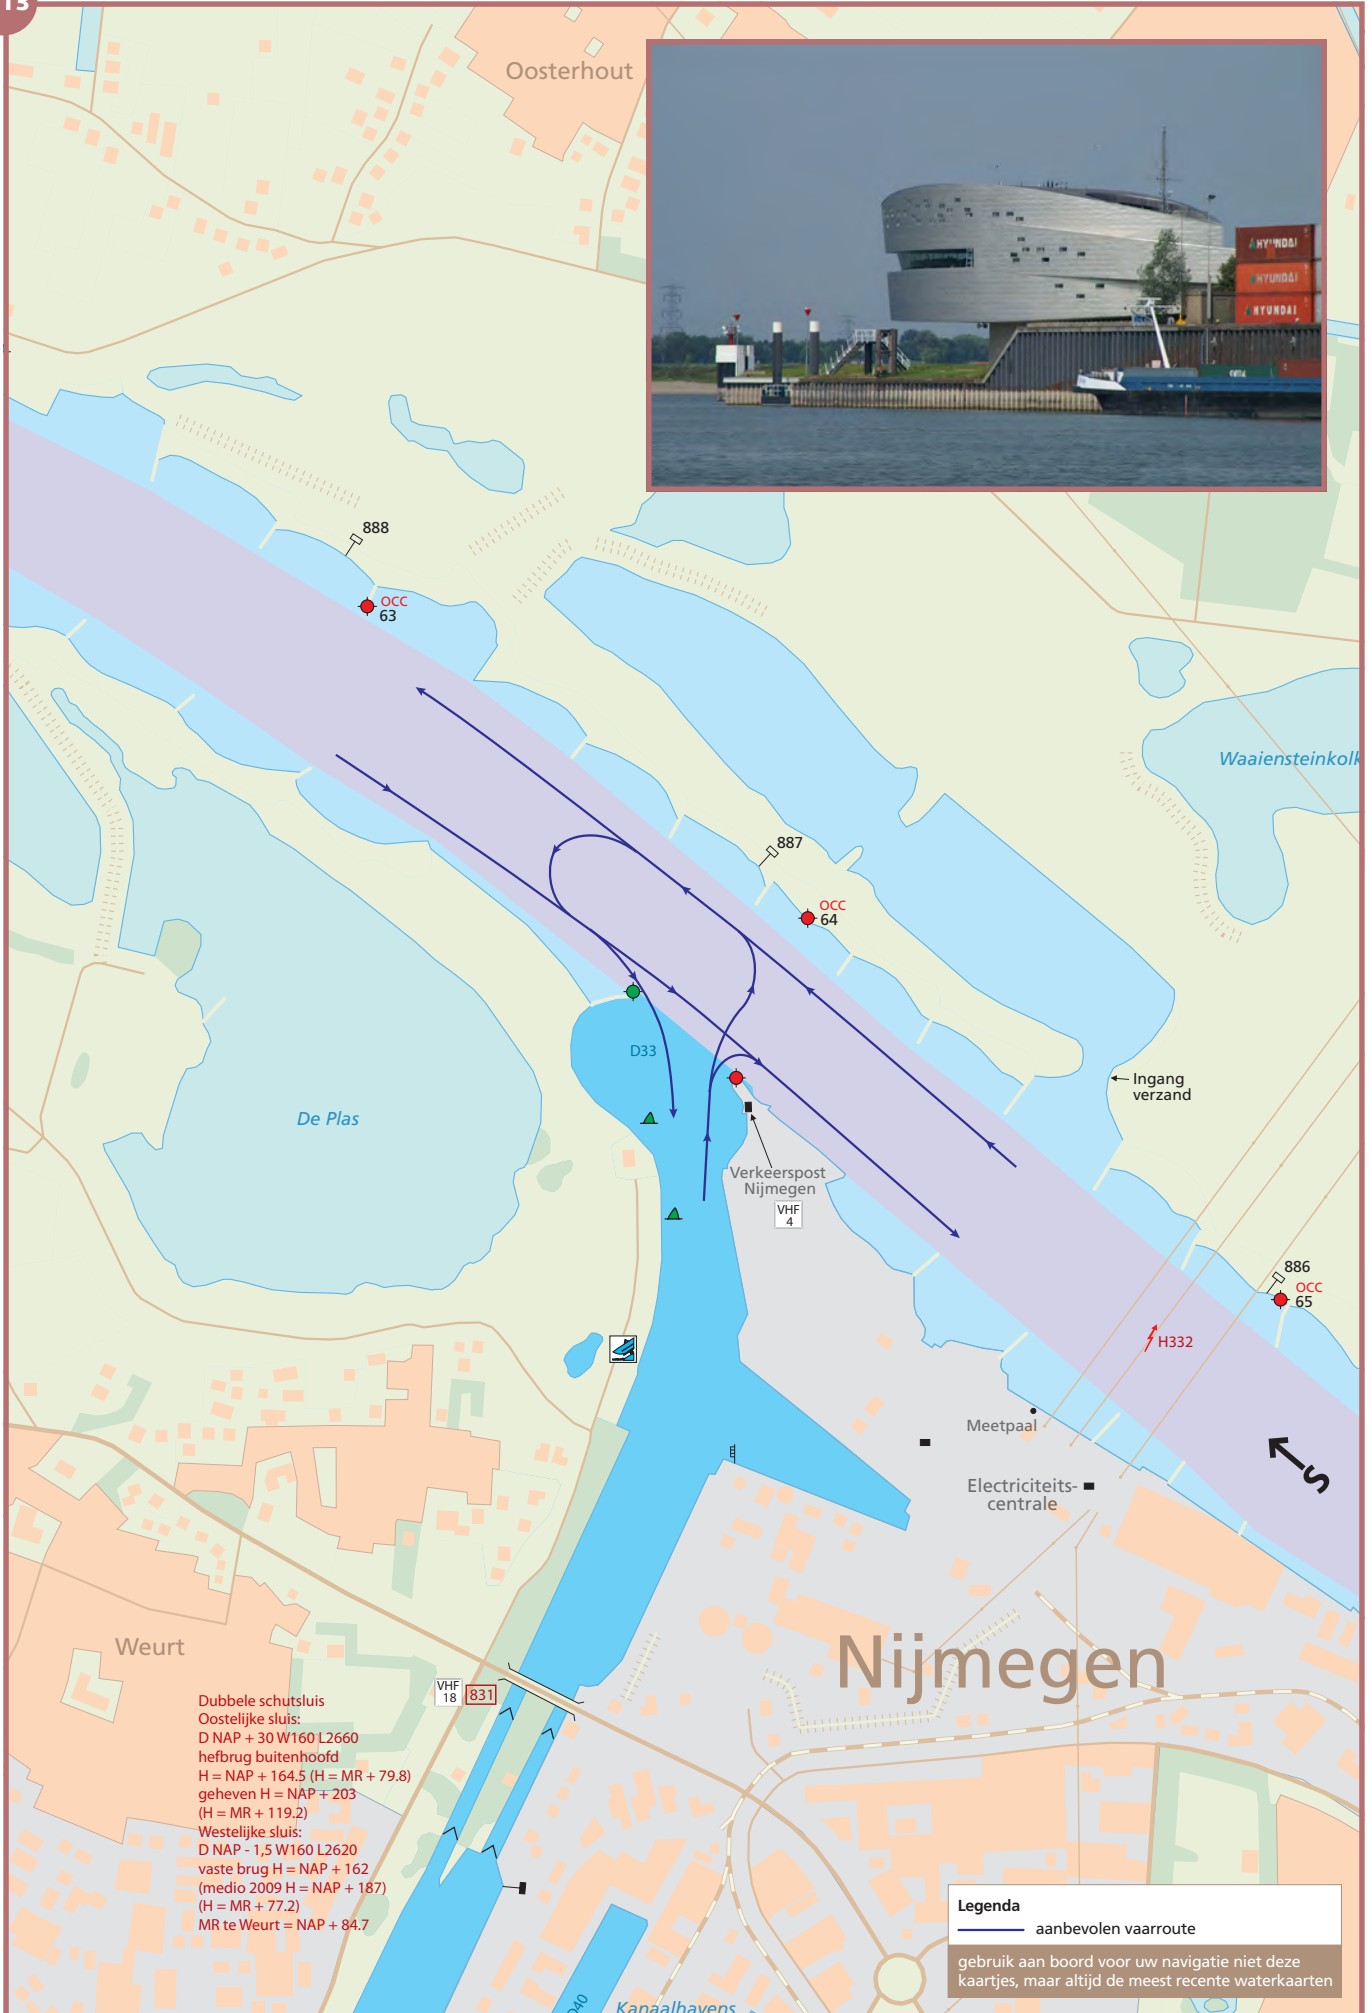 13
Oosterhout
HYUNDAI
HYUNDAI
HYUNDAI
888
OCC
63
Waaiensteinkolk
887
OCC
64
D33
Ingang
verzand
De Plas
Verkeerspost
Nijmegen
VHF
4
886
OCC
65
H332
Meetpaal
S
Electriciteits-
centrale
Weurt
Nijmegen
VHF
18
831
Dubbele schutsluis
Oostelijke sluis:
D NAP + 30 W160 L2660
hefbrug buitenhoofd
H = NAP + 164.5 (H = MR + 79.8)
geheven H = NAP + 203
(H = MR + 119.2)
Westelijke sluis:
D NAP - 1,5 W160 L2620
vaste brug H = NAP + 162
(medio 2009 H = NAP + 187)
(H = MR + 77.2)
MR te Weurt = NAP + 84.7
Legenda
aanbevolen vaarroute
gebruik aan boord voor uw navigatie niet deze
kaartjes, maar altijd de meest recente waterkaarten
Kanaalhavens